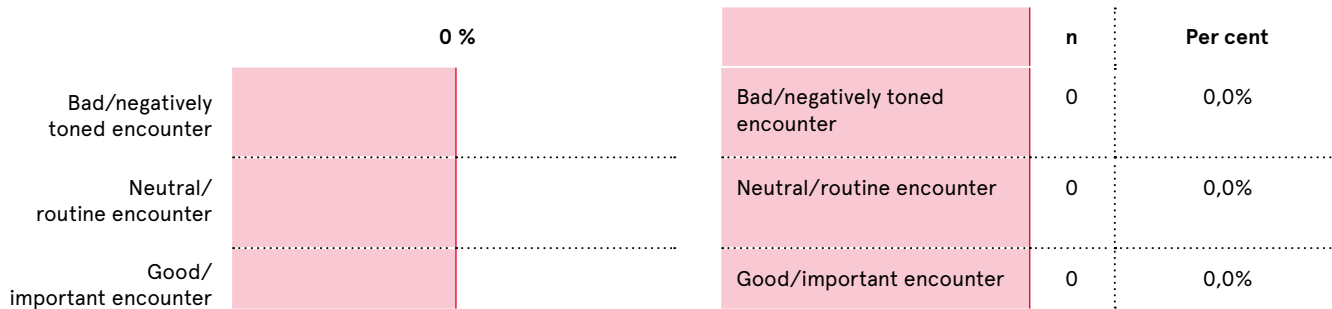 0 %
Bad/negatively
toned encounter
Neutral/
routine encounter
Good/
important encounter
n Per cent
Bad/negatively toned
encounter 0 0,0%
Neutral/routine encounter 0 0,0%
Good/important encounter 0 0,0%